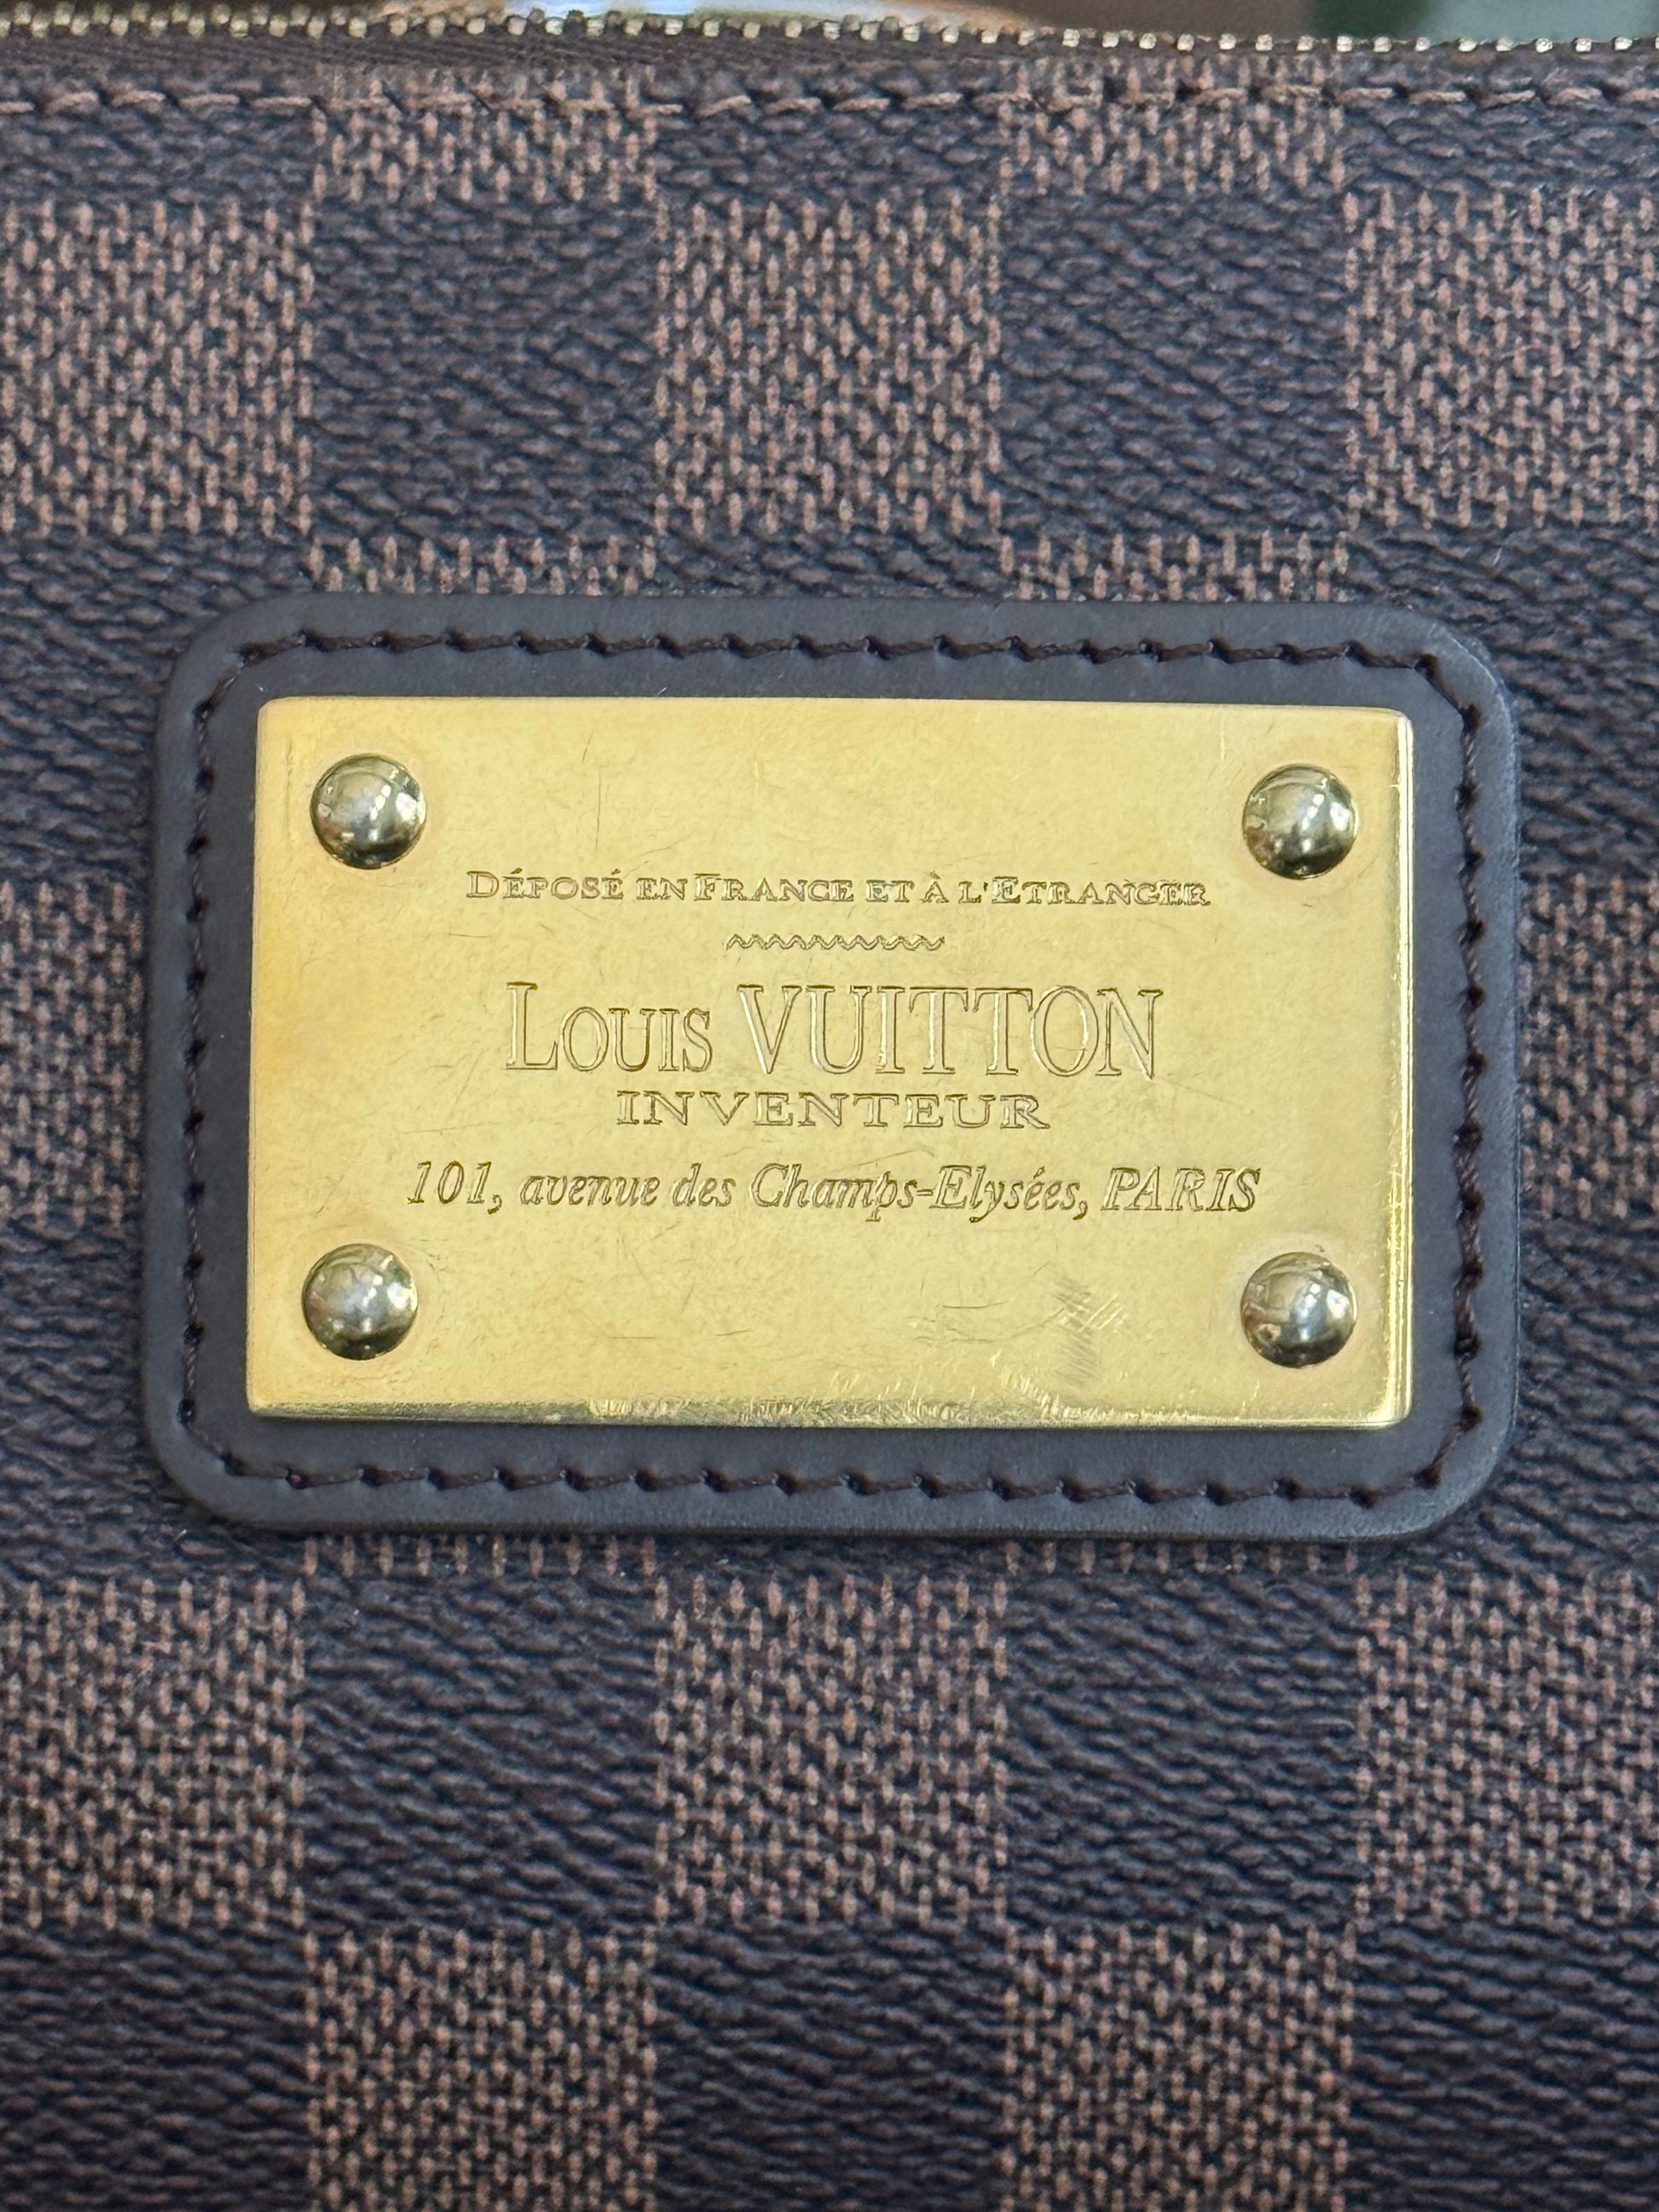 DÉPOSÉ EN FRANCE ET À L'ETRANGER
LOUIS VUITTON
INVENTEUR
101, avenue des Champs-Elysées, PARIS